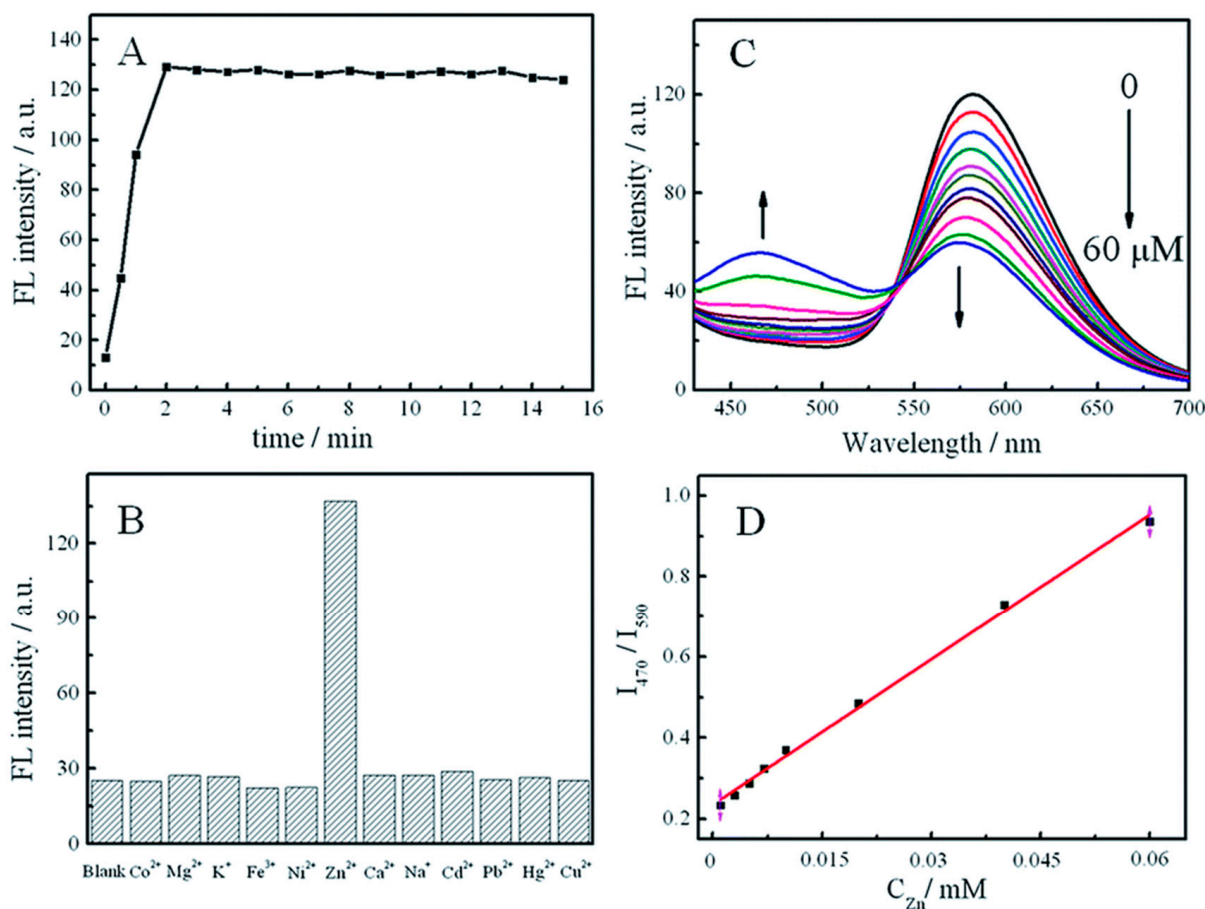 A
FL intensity / a.u.
140
120
100
80
60
40
20
0
0 2 4 6 8 10 12 14 16
time / min
B
FL intensity / a.u.
120
90
60
30
0
Blank Co²⁺ Mg²⁺ K⁺ Fe³⁺ Ni²⁺ Zn²⁺ Ca²⁺ Na⁺ Cd²⁺ Pb²⁺ Hg²⁺ Cu²⁺
C
FL intensity / a.u.
120
80
40
0
0
60 μM
450 500 550 600 650 700
Wavelength / nm
D
I₄₇₀ / I₅₉₀
1.0
0.8
0.6
0.4
0.2
0 0.015 0.03 0.045 0.06
C_Zn / mM